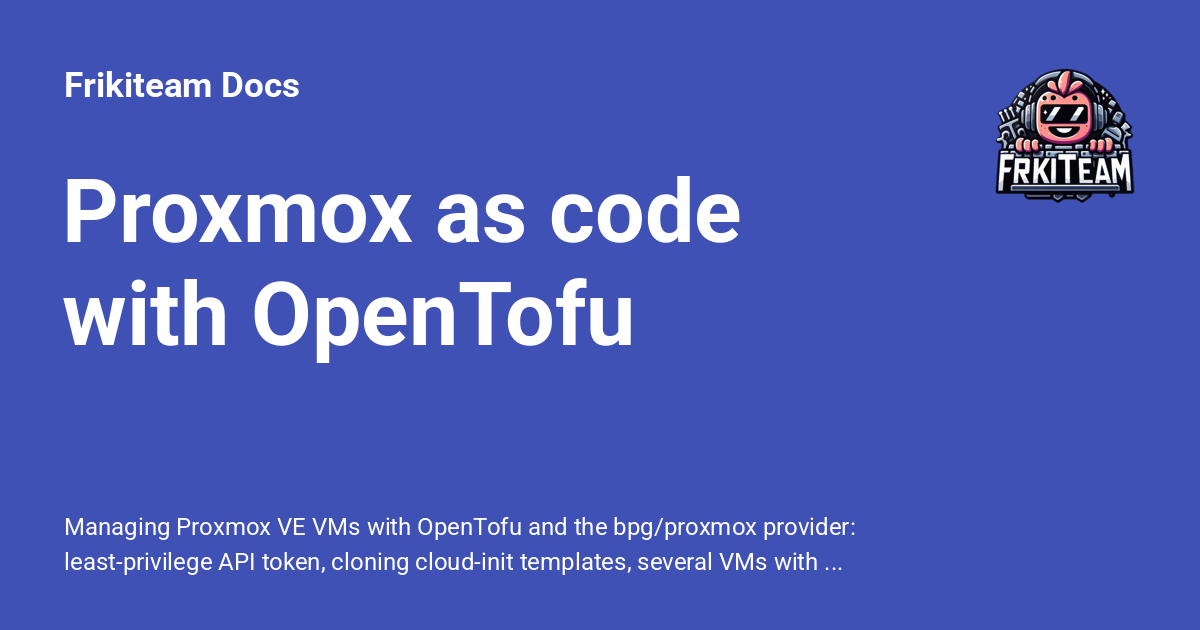 Frikiteam Docs
FRKITEAM
Proxmox as code
with OpenTofu
Managing Proxmox VE VMs with OpenTofu and the bpg/proxmox provider:
least-privilege API token, cloning cloud-init templates, several VMs with ...